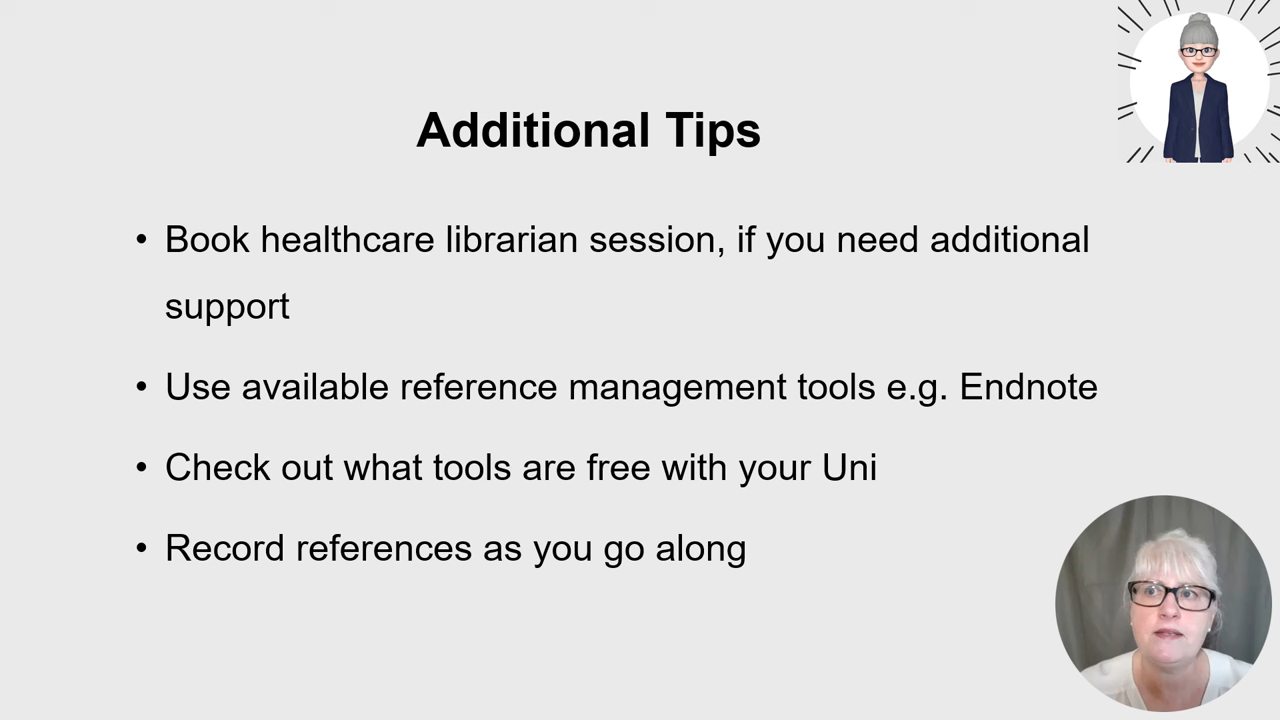 Additional Tips
• Book healthcare librarian session, if you need additional
support
• Use available reference management tools e.g. Endnote
• Check out what tools are free with your Uni
• Record references as you go along